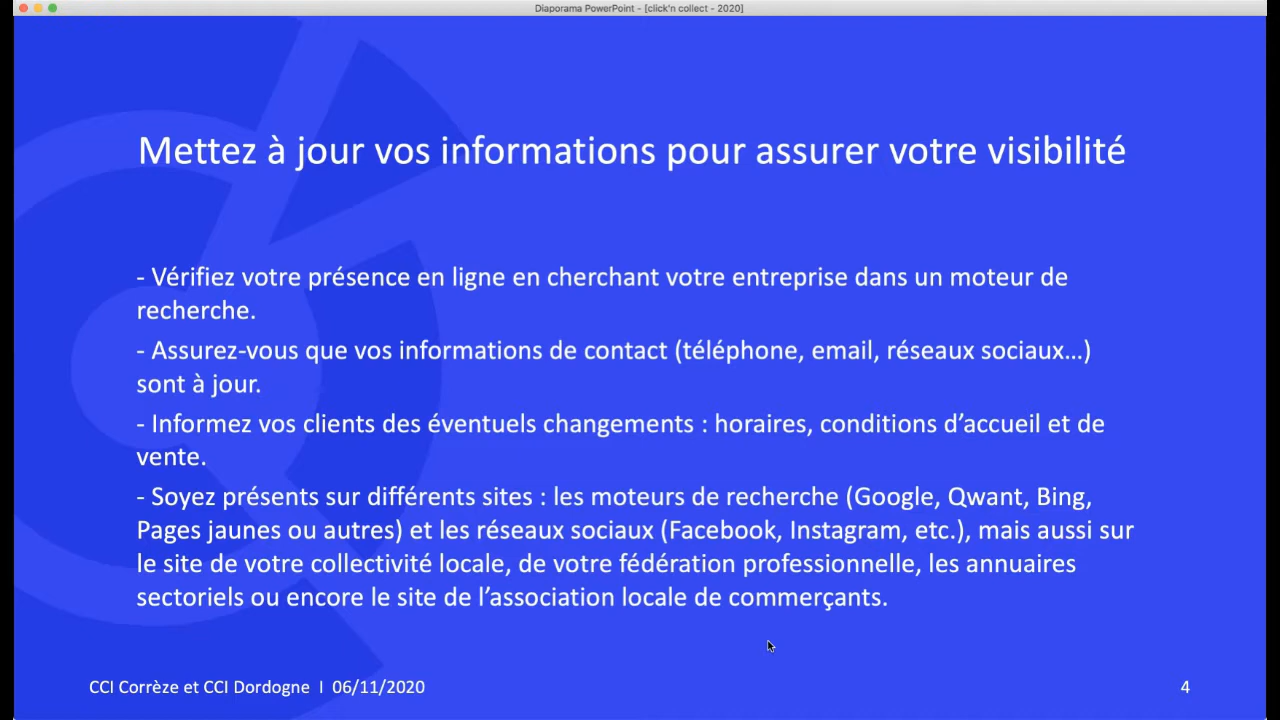 Diaporama PowerPoint - [click'n collect - 2020]
Mettez à jour vos informations pour assurer votre visibilité
- Vérifiez votre présence en ligne en cherchant votre entreprise dans un moteur de
recherche.
- Assurez-vous que vos informations de contact (téléphone, email, réseaux sociaux…)
sont à jour.
- Informez vos clients des éventuels changements : horaires, conditions d’accueil et de
vente.
- Soyez présents sur différents sites : les moteurs de recherche (Google, Qwant, Bing,
Pages jaunes ou autres) et les réseaux sociaux (Facebook, Instagram, etc.), mais aussi sur
le site de votre collectivité locale, de votre fédération professionnelle, les annuaires
sectoriels ou encore le site de l’association locale de commerçants.
CCI Corrèze et CCI Dordogne I 06/11/2020
4